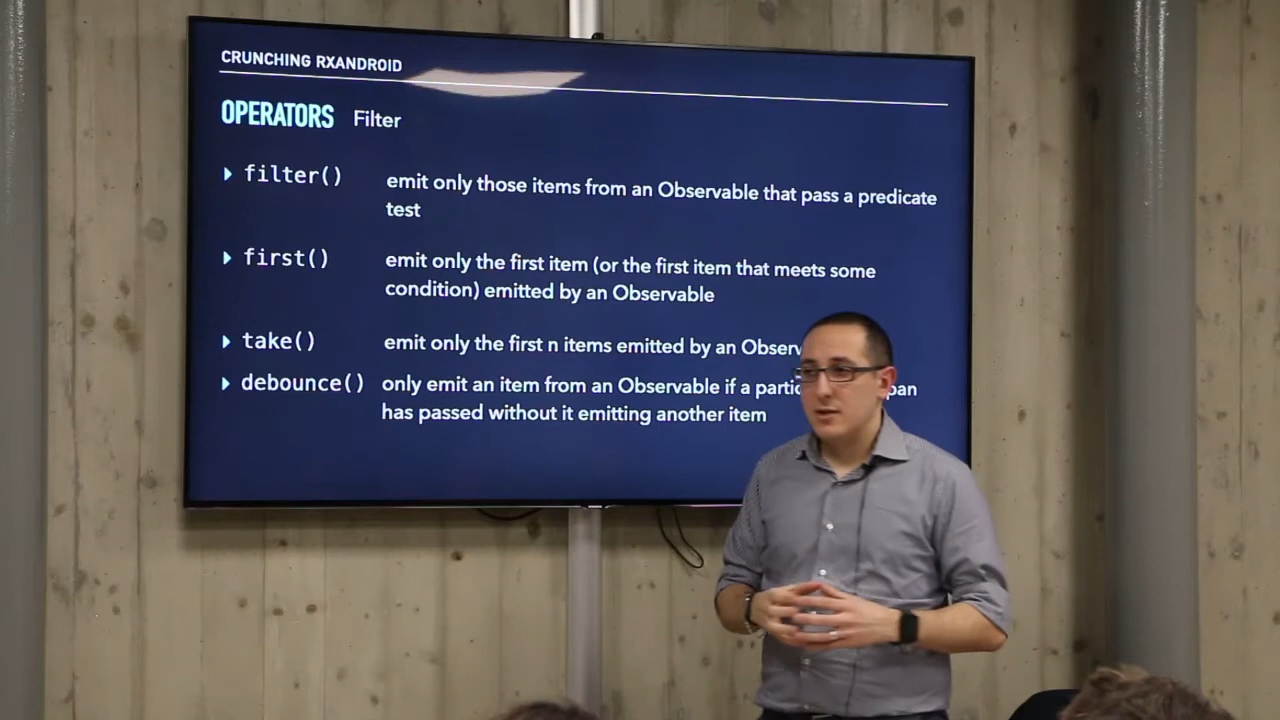 CRUNCHING RXANDROID
OPERATORS Filter
filter() emit only those items from an Observable that pass a predicate
test
first() emit only the first item (or the first item that meets some
condition) emitted by an Observable
take() emit only the first n items emitted by an
debounce() only emit an item from an Observable if a
has passed without it emitting another item